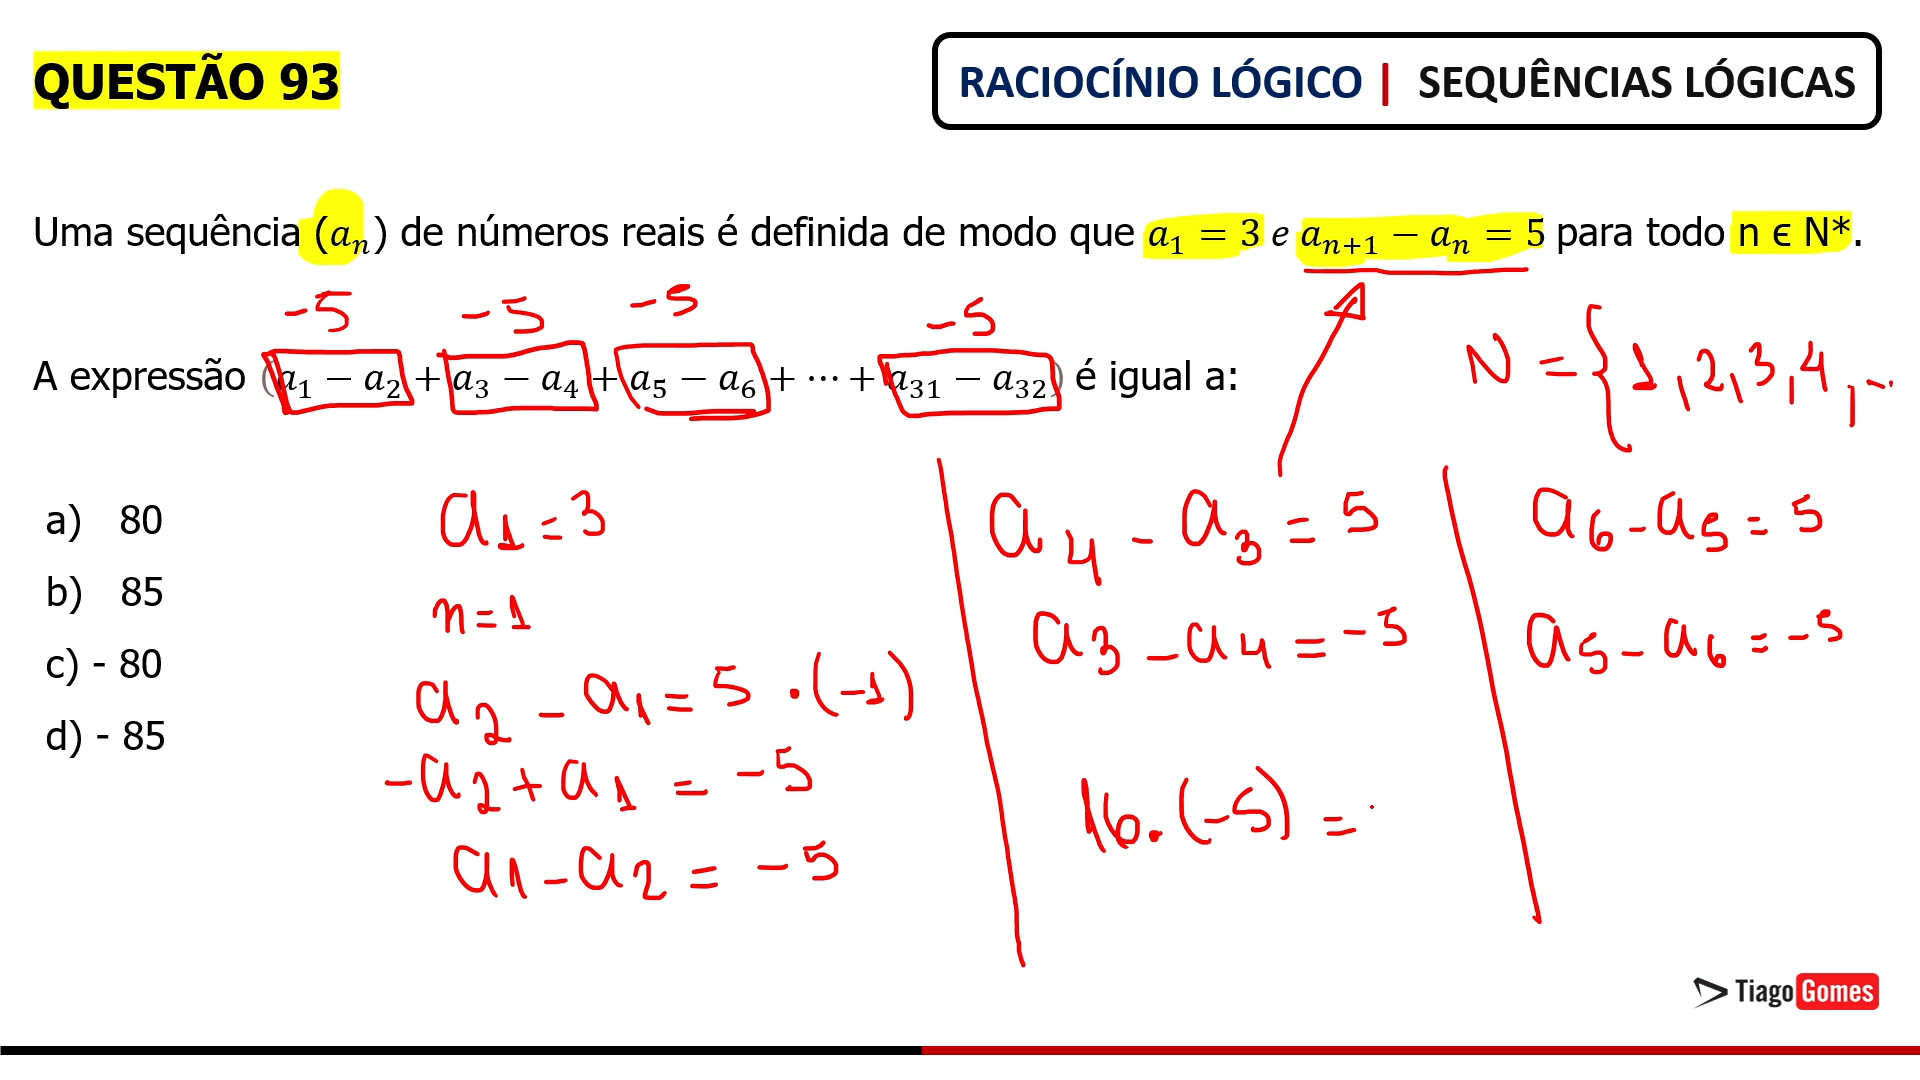 QUESTÃO 93
RACIOCÍNIO LÓGICO | SEQUÊNCIAS LÓGICAS
Uma sequência (aₙ) de números reais é definida de modo que a₁ = 3 e aₙ₊₁ − aₙ = 5 para todo n ϵ N*.
-5 -5 -5 -5
A expressão (a₁ − a₂ + a₃ − a₄ + a₅ − a₆ + ⋯ + a₃₁ − a₃₂) é igual a:
N = {1, 2, 3, 4, ..
a) 80
b) 85
c) - 80
d) - 85
a₁ = 3
n = 1
a₂ - a₁ = 5 . (-1)
-a₂ + a₁ = -5
a₁ - a₂ = -5
a₄ - a₃ = 5
a₃ - a₄ = -5
16. (-5) =
a₆ - a₅ = 5
a₅ - a₆ = -5
Tiago Gomes